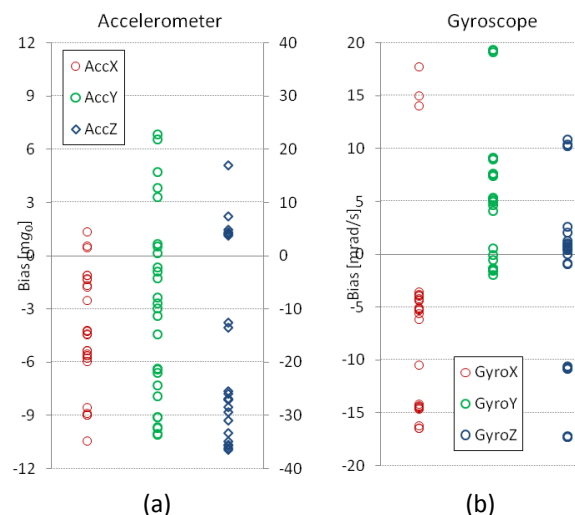 Accelerometer
12
9
6
3
0
-3
-6
-9
-12
Bias [mg₀]
AccX
AccY
AccZ
40
30
20
10
0
-10
-20
-30
-40
(a)
Gyroscope
20
15
10
5
0
-5
-10
-15
-20
Bias [mrad/s]
GyroX
GyroY
GyroZ
(b)